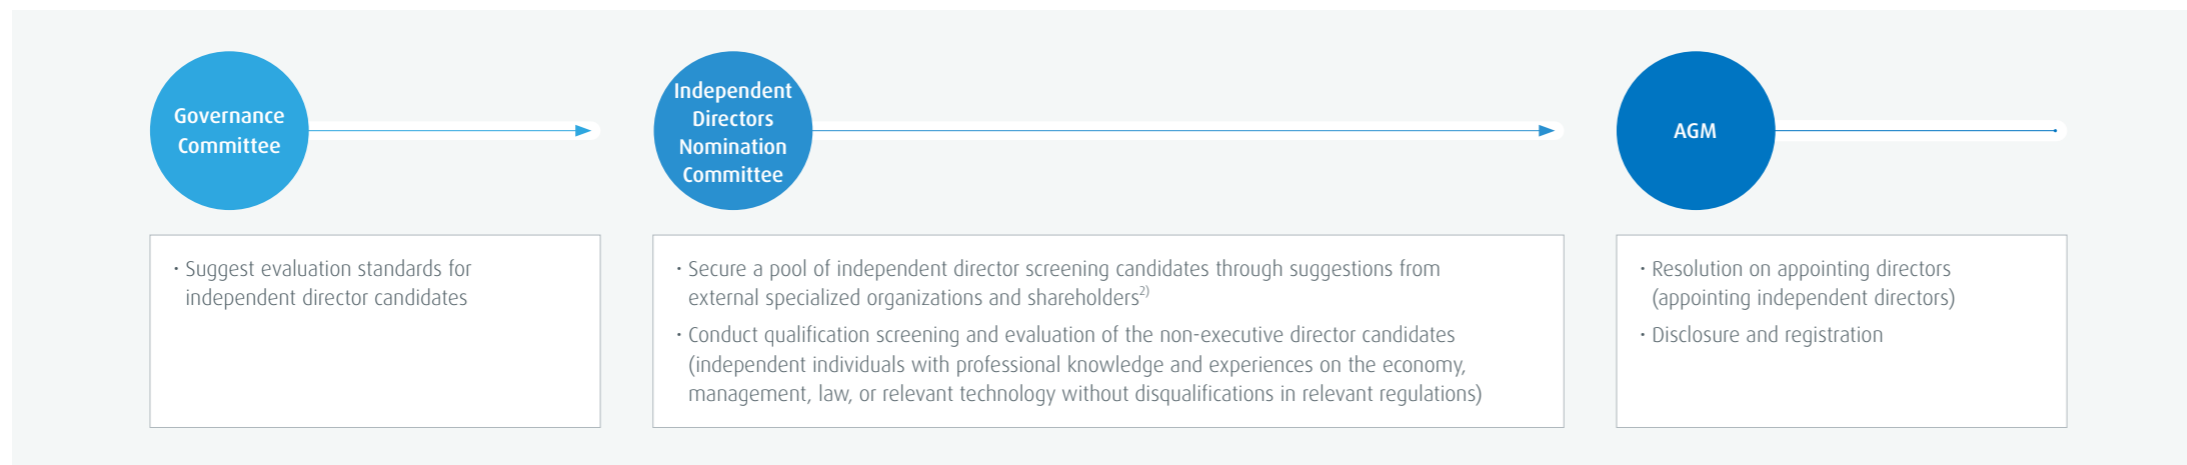 Governance
Committee
Independent
Directors
Nomination
Committee
AGM
· Suggest evaluation standards for
independent director candidates
· Secure a pool of independent director screening candidates through suggestions from
external specialized organizations and shareholders2)
· Conduct qualification screening and evaluation of the non-executive director candidates
(independent individuals with professional knowledge and experiences on the economy,
management, law, or relevant technology without disqualifications in relevant regulations)
· Resolution on appointing directors
(appointing independent directors)
· Disclosure and registration